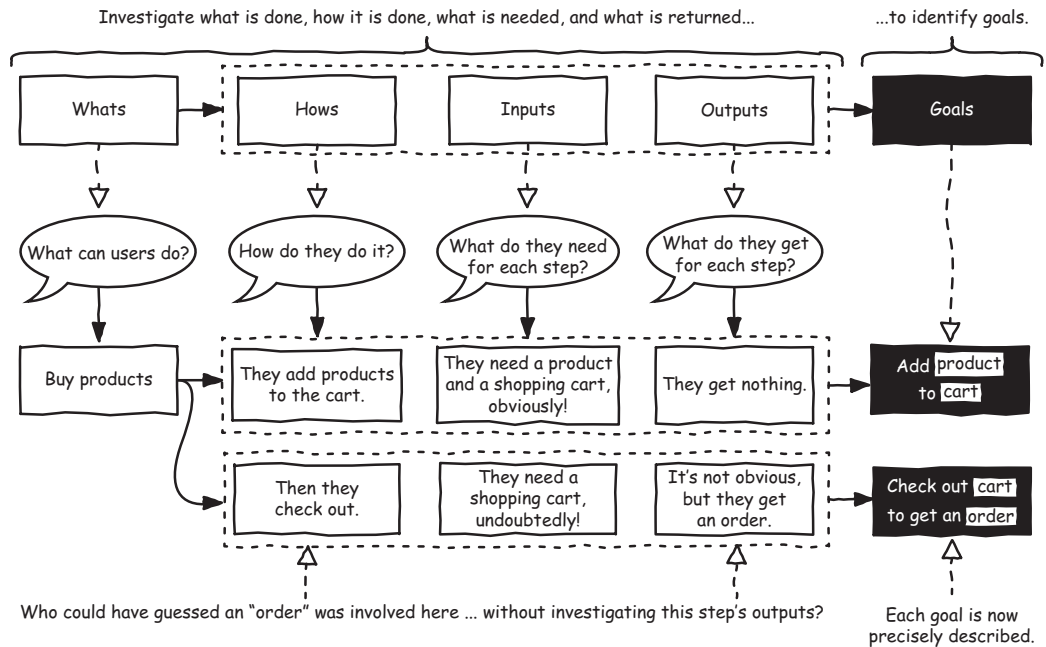 Investigate what is done, how it is done, what is needed, and what is returned...
...to identify goals.
Whats
Hows
Inputs
Outputs
Goals
What can users do?
How do they do it?
What do they need
for each step?
What do they get
for each step?
Buy products
They add products
to the cart.
They need a product
and a shopping cart,
obviously!
They get nothing.
Add product
to cart
Then they
check out.
They need a
shopping cart,
undoubtedly!
It's not obvious,
but they get
an order.
Check out cart
to get an order
Who could have guessed an “order” was involved here ... without investigating this step's outputs?
Each goal is now
precisely described.